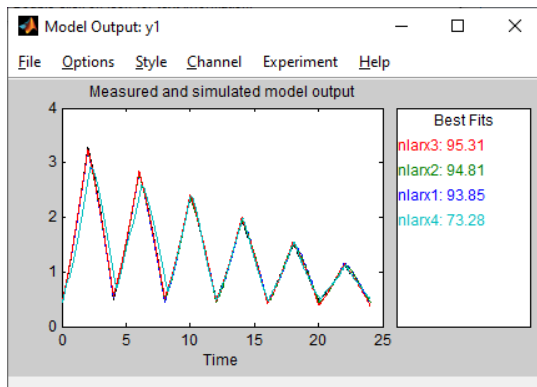 Model Output: y1
File Options Style Channel Experiment Help
Measured and simulated model output
4
3
2
1
0
0 5 10 15 20 25
Time
Best Fits
nlarx3: 95.31
nlarx2: 94.81
nlarx1: 93.85
nlarx4: 73.28